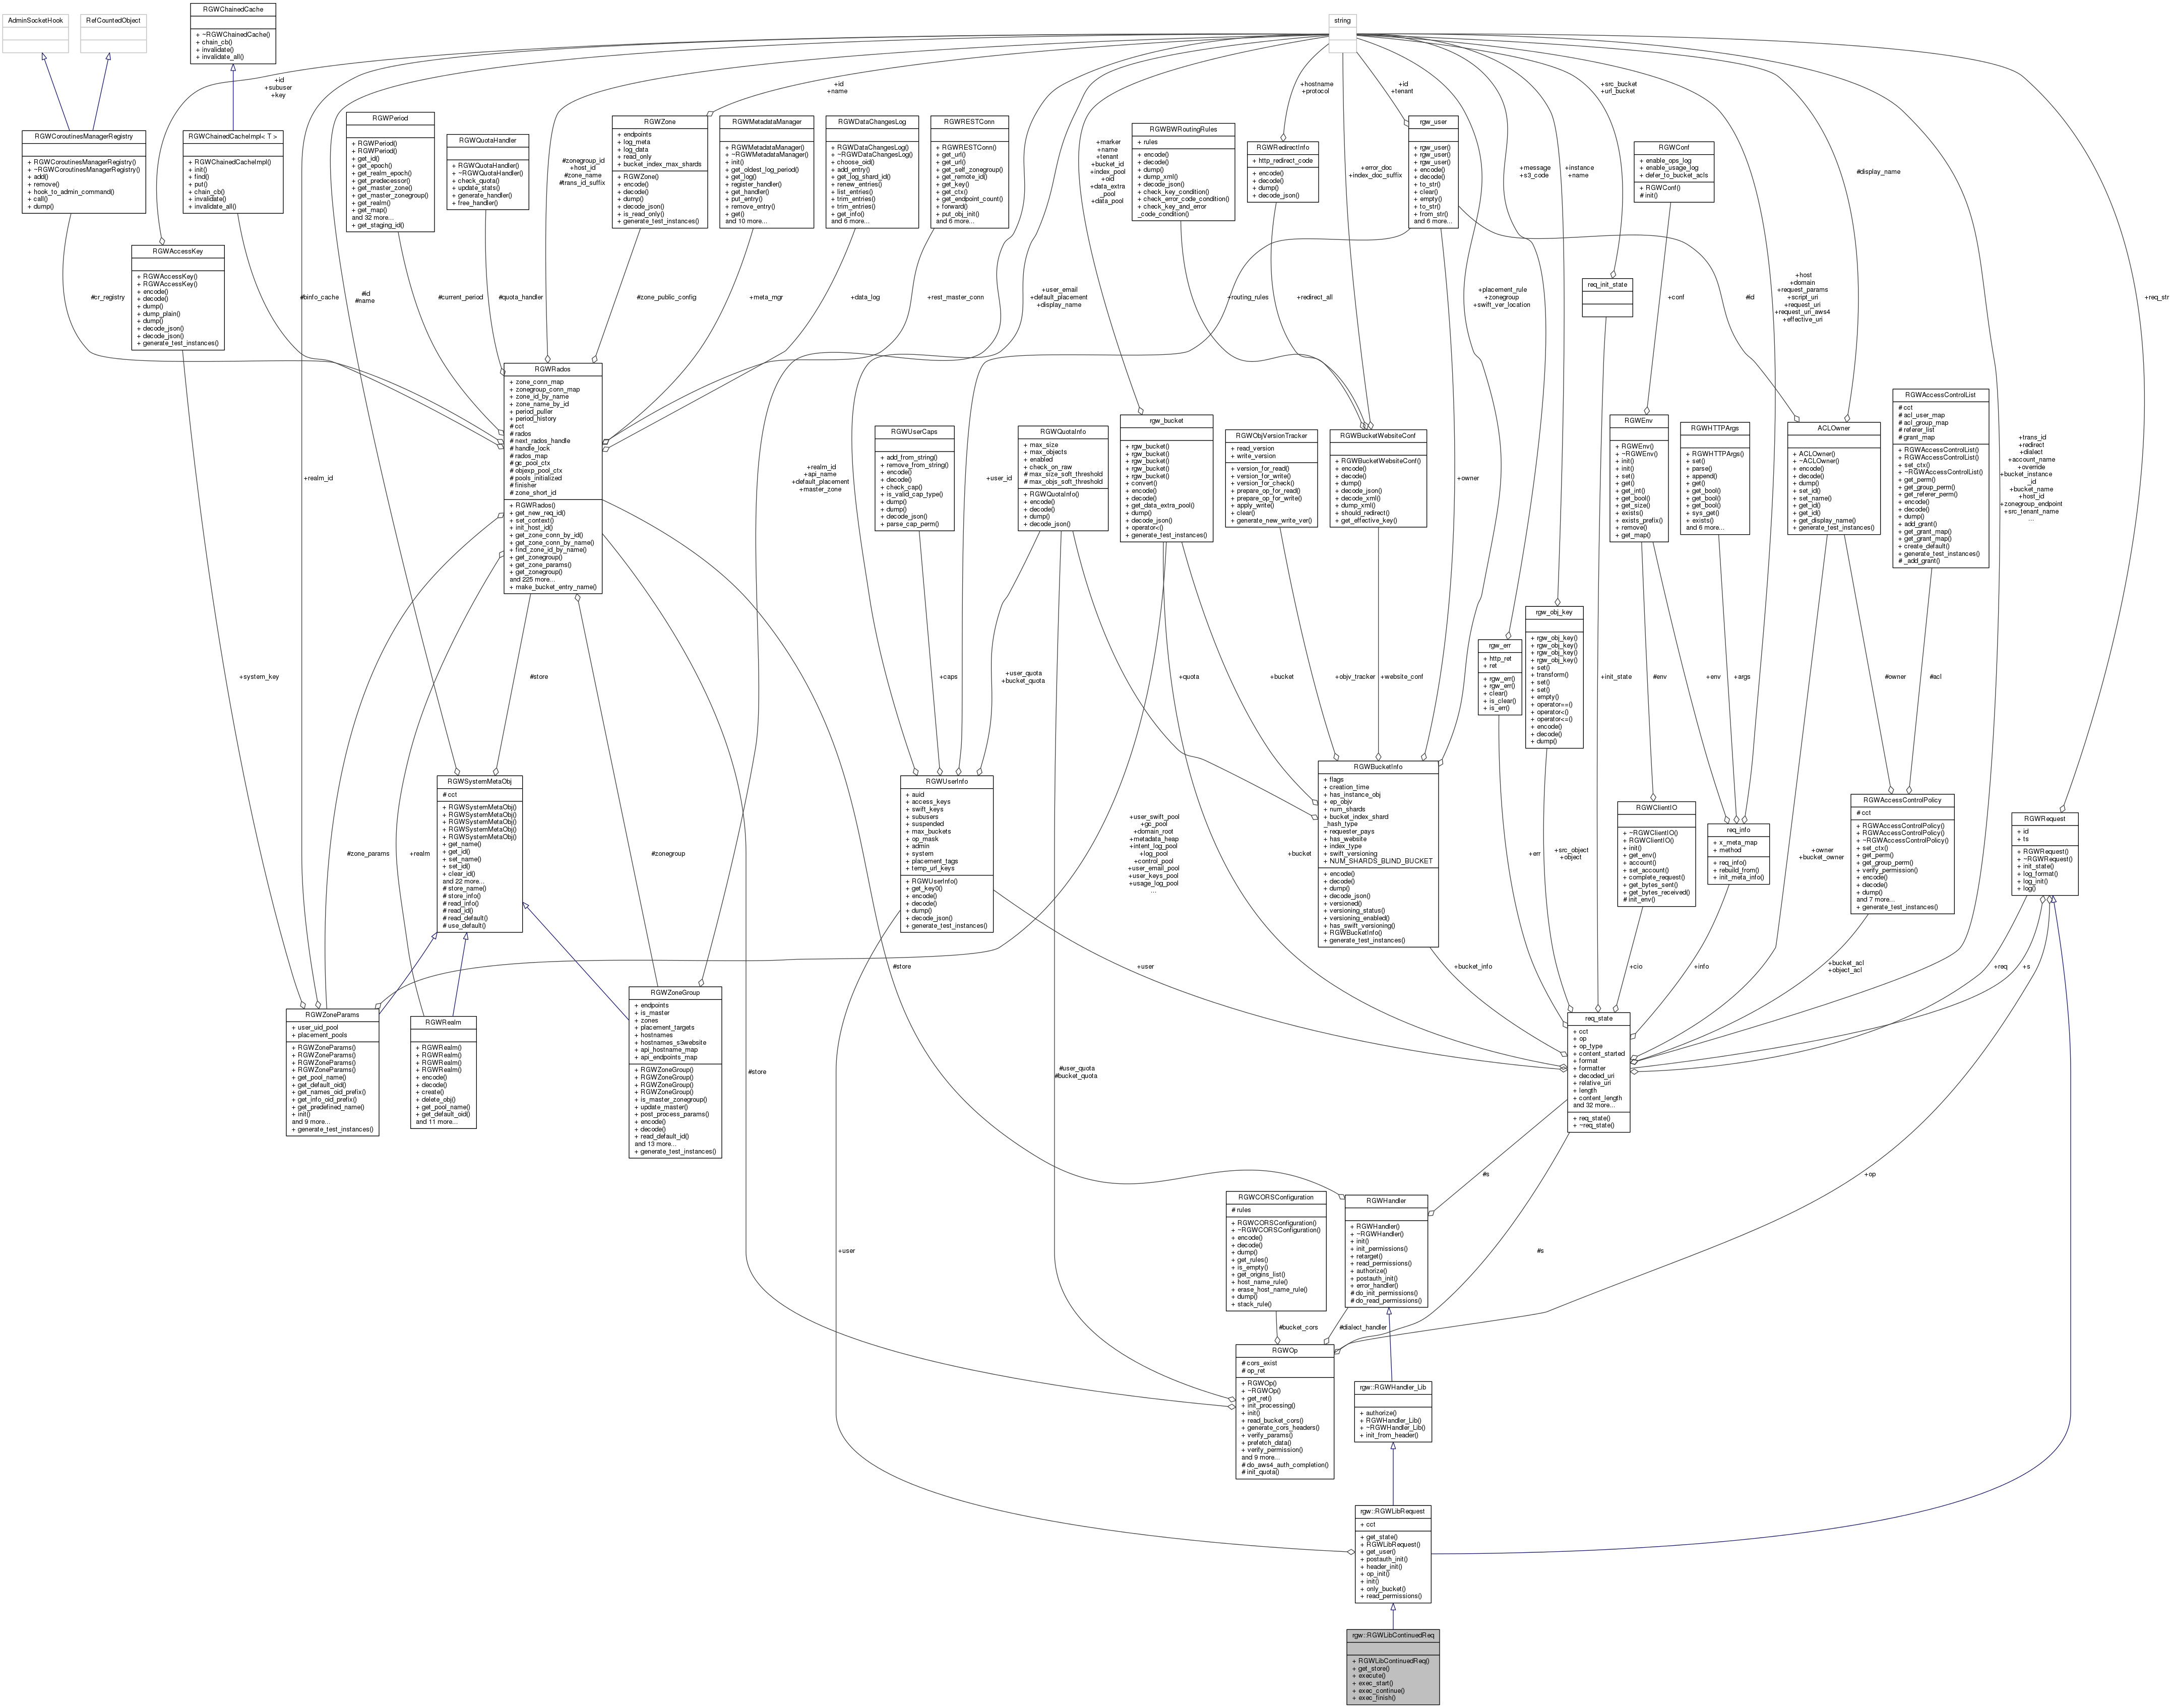 AdminSocketHook
RefCountedObject
RGWChainedCache
+ ~RGWChainedCache()
+ chain_cb()
+ invalidate()
+ invalidate_all()
string
+id
+subuser
+key
+id
+name
+hostname
+protocol
+id
+tenant
+src_bucket
+url_bucket
RGWCoroutinesManagerRegistry
+ RGWCoroutinesManagerRegistry()
+ ~RGWCoroutinesManagerRegistry()
+ add()
+ remove()
+ hook_to_admin_command()
+ call()
+ dump()
RGWChainedCacheImpl< T >
+ RGWChainedCacheImpl()
+ init()
+ find()
+ put()
+ chain_cb()
+ invalidate()
+ invalidate_all()
RGWPeriod
+ RGWPeriod()
+ RGWPeriod()
+ get_id()
+ get_epoch()
+ get_realm_epoch()
+ get_predecessor()
+ get_master_zone()
+ get_master_zonegroup()
+ get_realm()
+ get_map()
and 32 more...
+ get_staging_id()
RGWQuotaHandler
+ RGWQuotaHandler()
+ ~RGWQuotaHandler()
+ check_quota()
+ update_stats()
+ generate_handler()
+ free_handler()
#zonegroup_id
+host_id
#zone_name
#trans_id_suffix
RGWZone
+ endpoints
+ log_meta
+ log_data
+ read_only
+ bucket_index_max_shards
+ RGWZone()
+ encode()
+ decode()
+ dump()
+ decode_json()
+ is_read_only()
+ generate_test_instances()
RGWMetadataManager
+ RGWMetadataManager()
+ ~RGWMetadataManager()
+ init()
+ get_oldest_log_period()
+ get_log()
+ register_handler()
+ get_handler()
+ put_entry()
+ remove_entry()
+ get()
and 10 more...
RGWDataChangesLog
+ RGWDataChangesLog()
+ ~RGWDataChangesLog()
+ choose_oid()
+ add_entry()
+ get_log_shard_id()
+ renew_entries()
+ list_entries()
+ trim_entries()
+ trim_entries()
+ get_info()
and 6 more...
RGWRESTConn
+ RGWRESTConn()
+ get_url()
+ get_url()
+ get_self_zonegroup()
+ get_remote_id()
+ get_key()
+ get_ctx()
+ get_endpoint_count()
+ forward()
+ put_obj_init()
and 6 more...
+marker
+name
+tenant
+bucket_id
+index_pool
+oid
+data_extra
_pool
+data_pool
RGWBWRoutingRules
+ rules
+ encode()
+ decode()
+ dump()
+ dump_xml()
+ decode_json()
+ check_key_condition()
+ check_error_code_condition()
+ check_key_and_error
_code_condition()
RGWRedirectInfo
+ http_redirect_code
+ encode()
+ decode()
+ dump()
+ decode_json()
+error_doc
+index_doc_suffix
rgw_user
+ rgw_user()
+ rgw_user()
+ rgw_user()
+ encode()
+ decode()
+ to_str()
+ clear()
+ empty()
+ to_str()
+ from_str()
and 6 more...
+message
+s3_code
+instance
+name
RGWConf
+ enable_ops_log
+ enable_usage_log
+ defer_to_bucket_acls
+ RGWConf()
# init()
#display_name
RGWAccessKey
+ RGWAccessKey()
+ RGWAccessKey()
+ encode()
+ decode()
+ dump()
+ dump_plain()
+ dump()
+ decode_json()
+ decode_json()
+ generate_test_instances()
#cr_registry
#binfo_cache
#id
#name
#current_period
#quota_handler
#zone_public_config
+meta_mgr
+data_log
+rest_master_conn
+user_email
+default_placement
+display_name
+routing_rules
+redirect_all
+placement_rule
+zonegroup
+swift_ver_location
req_init_state
+conf
#id
+host
+domain
+request_params
+script_uri
+request_uri
+request_uri_aws4
+effective_uri
+req_str
RGWRados
+ zone_conn_map
+ zonegroup_conn_map
+ zone_id_by_name
+ zone_name_by_id
+ period_puller
+ period_history
# cct
# rados
# next_rados_handle
# handle_lock
# rados_map
# gc_pool_ctx
# objexp_pool_ctx
# pools_initialized
# finisher
# zone_short_id
+ RGWRados()
+ get_new_req_id()
+ set_context()
+ init_host_id()
+ get_zone_conn_by_id()
+ get_zone_conn_by_name()
+ find_zone_id_by_name()
+ get_zonegroup()
+ get_zone_params()
+ get_zonegroup()
and 225 more...
+ make_bucket_entry_name()
+realm_id
+realm_id
+api_name
+default_placement
+master_zone
RGWUserCaps
+ add_from_string()
+ remove_from_string()
+ encode()
+ decode()
+ check_cap()
+ is_valid_cap_type()
+ dump()
+ dump()
+ decode_json()
+ parse_cap_perm()
+user_id
RGWQuotaInfo
+ max_size
+ max_objects
+ enabled
+ check_on_raw
# max_size_soft_threshold
# max_objs_soft_threshold
+ RGWQuotaInfo()
+ encode()
+ decode()
+ dump()
+ decode_json()
rgw_bucket
+ rgw_bucket()
+ rgw_bucket()
+ rgw_bucket()
+ rgw_bucket()
+ rgw_bucket()
+ convert()
+ encode()
+ decode()
+ get_data_extra_pool()
+ dump()
+ decode_json()
+ operator<()
+ generate_test_instances()
RGWObjVersionTracker
+ read_version
+ write_version
+ version_for_read()
+ version_for_write()
+ version_for_check()
+ prepare_op_for_read()
+ prepare_op_for_write()
+ apply_write()
+ clear()
+ generate_new_write_ver()
RGWBucketWebsiteConf
+ RGWBucketWebsiteConf()
+ encode()
+ decode()
+ dump()
+ decode_json()
+ decode_xml()
+ dump_xml()
+ should_redirect()
+ get_effective_key()
+owner
RGWEnv
+ RGWEnv()
+ ~RGWEnv()
+ init()
+ init()
+ set()
+ get()
+ get_int()
+ get_bool()
+ get_size()
+ exists()
+ exists_prefix()
+ remove()
+ get_map()
RGWHTTPArgs
+ RGWHTTPArgs()
+ set()
+ parse()
+ append()
+ get()
+ get_bool()
+ get_bool()
+ get_bool()
+ sys_get()
+ exists()
and 6 more...
ACLOwner
+ ACLOwner()
+ ~ACLOwner()
+ encode()
+ decode()
+ dump()
+ set_id()
+ set_name()
+ get_id()
+ get_id()
+ get_display_name()
+ generate_test_instances()
RGWAccessControlList
# cct
# acl_user_map
# acl_group_map
# referer_list
# grant_map
+ RGWAccessControlList()
+ RGWAccessControlList()
+ set_ctx()
+ ~RGWAccessControlList()
+ get_perm()
+ get_group_perm()
+ get_referer_perm()
+ encode()
+ decode()
+ dump()
+ add_grant()
+ get_grant_map()
+ get_grant_map()
+ create_default()
+ generate_test_instances()
# _add_grant()
+trans_id
+redirect
+dialect
+account_name
+override
+bucket_instance
_id
+bucket_name
+host_id
+zonegroup_endpoint
+src_tenant_name
...
+system_key
#store
+caps
+user_quota
+bucket_quota
+quota
+bucket
+objv_tracker
+website_conf
rgw_err
+ http_ret
+ ret
+ rgw_err()
+ rgw_err()
+ clear()
+ is_clear()
+ is_err()
rgw_obj_key
+ rgw_obj_key()
+ rgw_obj_key()
+ rgw_obj_key()
+ rgw_obj_key()
+ set()
+ transform()
+ set()
+ set()
+ empty()
+ operator==()
+ operator<()
+ operator<=()
+ encode()
+ decode()
+ dump()
+init_state
#env
+env
+args
#owner
#acl
RGWSystemMetaObj
# cct
+ RGWSystemMetaObj()
+ RGWSystemMetaObj()
+ RGWSystemMetaObj()
+ RGWSystemMetaObj()
+ RGWSystemMetaObj()
+ get_name()
+ get_id()
+ set_name()
+ set_id()
+ clear_id()
and 22 more...
# store_name()
# store_info()
# read_info()
# read_id()
# read_default()
# use_default()
#zone_params
+realm
#zonegroup
RGWUserInfo
+ auid
+ access_keys
+ swift_keys
+ subusers
+ suspended
+ max_buckets
+ op_mask
+ admin
+ system
+ placement_tags
+ temp_url_keys
+ RGWUserInfo()
+ get_key0()
+ encode()
+ decode()
+ dump()
+ decode_json()
+ generate_test_instances()
+user_swift_pool
+gc_pool
+domain_root
+metadata_heap
+intent_log_pool
+log_pool
+control_pool
+user_email_pool
+user_keys_pool
+usage_log_pool
...
+bucket
RGWBucketInfo
+ flags
+ creation_time
+ has_instance_obj
+ ep_objv
+ num_shards
+ bucket_index_shard
_hash_type
+ requester_pays
+ has_website
+ index_type
+ swift_versioning
+ NUM_SHARDS_BLIND_BUCKET
+ encode()
+ decode()
+ dump()
+ decode_json()
+ versioned()
+ versioning_status()
+ versioning_enabled()
+ has_swift_versioning()
+ RGWBucketInfo()
+ generate_test_instances()
+err
+src_object
+object
RGWClientIO
+ ~RGWClientIO()
+ RGWClientIO()
+ init()
+ get_env()
+ account()
+ set_account()
+ complete_request()
+ get_bytes_sent()
+ get_bytes_received()
# init_env()
req_info
+ x_meta_map
+ method
+ req_info()
+ rebuild_from()
+ init_meta_info()
+owner
+bucket_owner
RGWAccessControlPolicy
# cct
+ RGWAccessControlPolicy()
+ RGWAccessControlPolicy()
+ ~RGWAccessControlPolicy()
+ set_ctx()
+ get_perm()
+ get_group_perm()
+ verify_permission()
+ encode()
+ decode()
+ dump()
and 7 more...
+ generate_test_instances()
RGWRequest
+ id
+ ts
+ RGWRequest()
+ ~RGWRequest()
+ init_state()
+ log_format()
+ log_init()
+ log()
#store
+user
+bucket_info
+cio
+info
+bucket_acl
+object_acl
+req
+s
RGWZoneParams
+ user_uid_pool
+ placement_pools
+ RGWZoneParams()
+ RGWZoneParams()
+ RGWZoneParams()
+ RGWZoneParams()
+ get_pool_name()
+ get_default_oid()
+ get_names_oid_prefix()
+ get_info_oid_prefix()
+ get_predefined_name()
+ init()
and 9 more...
+ generate_test_instances()
RGWRealm
+ RGWRealm()
+ RGWRealm()
+ RGWRealm()
+ RGWRealm()
+ encode()
+ decode()
+ create()
+ delete_obj()
+ get_pool_name()
+ get_default_oid()
and 11 more...
RGWZoneGroup
+ endpoints
+ is_master
+ zones
+ placement_targets
+ hostnames
+ hostnames_s3website
+ api_hostname_map
+ api_endpoints_map
+ RGWZoneGroup()
+ RGWZoneGroup()
+ RGWZoneGroup()
+ RGWZoneGroup()
+ is_master_zonegroup()
+ update_master()
+ post_process_params()
+ encode()
+ decode()
+ read_default_id()
and 13 more...
+ generate_test_instances()
#store
#user_quota
#bucket_quota
req_state
+ cct
+ op
+ op_type
+ content_started
+ format
+ formatter
+ decoded_uri
+ relative_uri
+ length
+ content_length
and 32 more...
+ req_state()
+ ~req_state()
#s
+op
+user
RGWCORSConfiguration
# rules
+ RGWCORSConfiguration()
+ ~RGWCORSConfiguration()
+ encode()
+ decode()
+ dump()
+ get_rules()
+ is_empty()
+ get_origins_list()
+ host_name_rule()
+ erase_host_name_rule()
+ dump()
+ stack_rule()
RGWHandler
+ RGWHandler()
+ ~RGWHandler()
+ init()
+ init_permissions()
+ retarget()
+ read_permissions()
+ authorize()
+ postauth_init()
+ error_handler()
# do_init_permissions()
# do_read_permissions()
#s
#bucket_cors
#dialect_handler
RGWOp
# cors_exist
# op_ret
+ RGWOp()
+ ~RGWOp()
+ get_ret()
+ init_processing()
+ init()
+ read_bucket_cors()
+ generate_cors_headers()
+ verify_params()
+ prefetch_data()
+ verify_permission()
and 9 more...
# do_aws4_auth_completion()
# init_quota()
rgw::RGWHandler_Lib
+ authorize()
+ RGWHandler_Lib()
+ ~RGWHandler_Lib()
+ init_from_header()
rgw::RGWLibRequest
+ cct
+ get_state()
+ RGWLibRequest()
+ get_user()
+ postauth_init()
+ header_init()
+ op_init()
+ init()
+ only_bucket()
+ read_permissions()
rgw::RGWLibContinuedReq
+ RGWLibContinuedReq()
+ get_store()
+ execute()
+ exec_start()
+ exec_continue()
+ exec_finish()